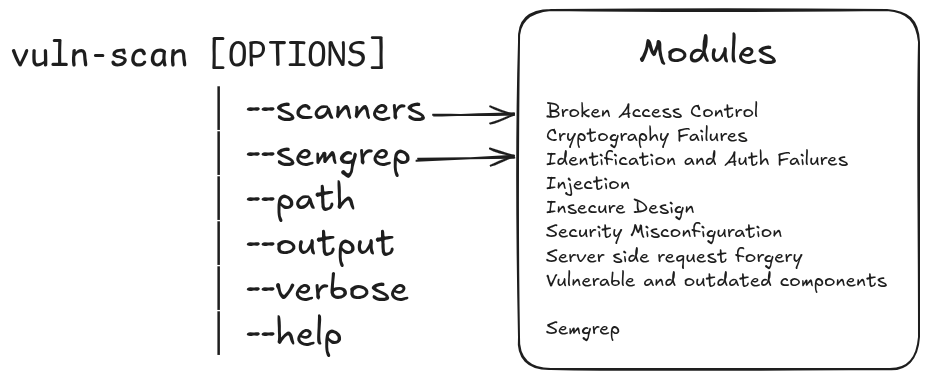 vuln-scan [OPTIONS]
--scanners
--semgrep
--path
--output
--verbose
--help
Modules
Broken Access Control
Cryptography Failures
Identification and Auth Failures
Injection
Insecure Design
Security Misconfiguration
Server side request forgery
Vulnerable and outdated components
Semgrep